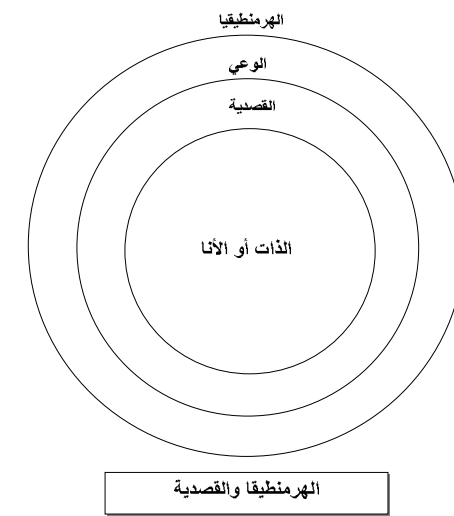 الهرمنطيقيا
الوعي
القصدية
الذات أو الأنا
الهرمنطيقا والقصدية